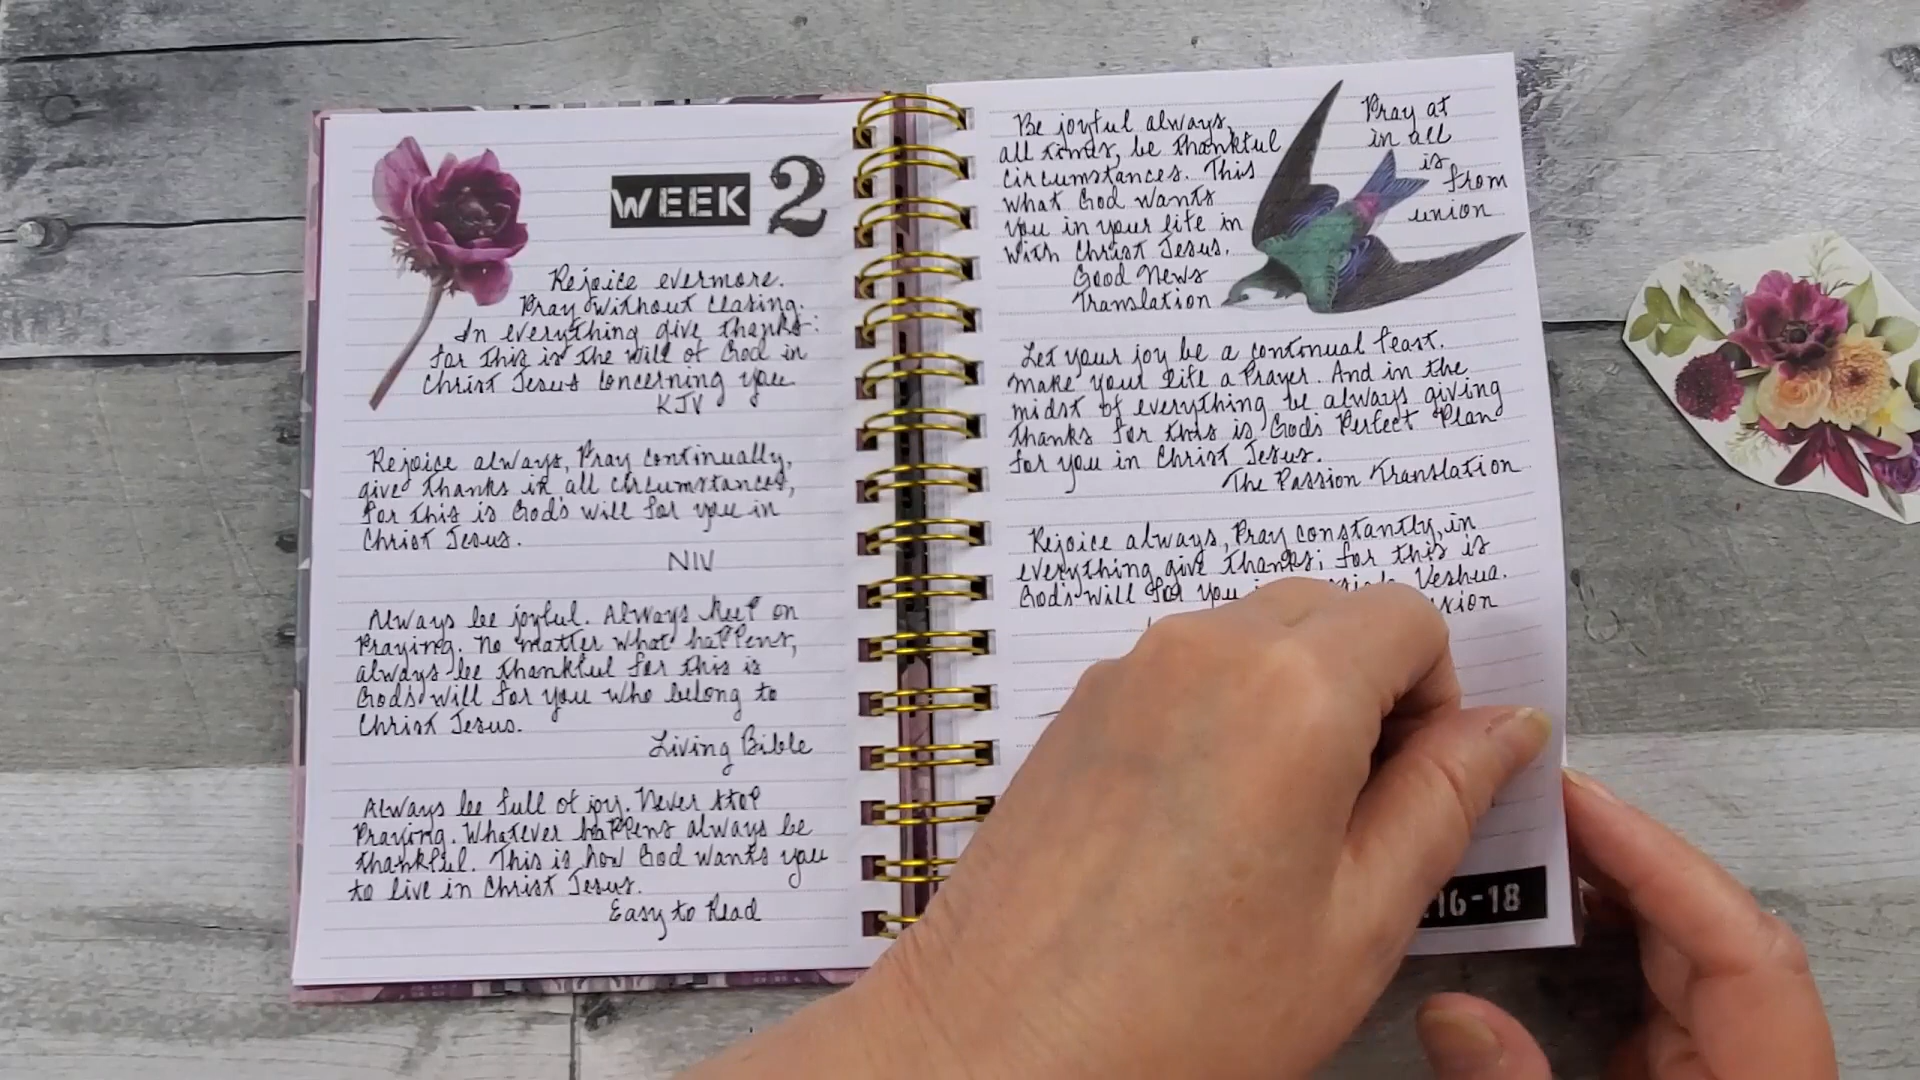 WEEK 2
Rejoice evermore.
Pray without ceasing.
In everything give thanks:
for this is the will of God in
Christ Jesus concerning you
KJV
Rejoice always, Pray continually,
give thanks in all circumstances,
for this is Gods will for you in
Christ Jesus.
NIV
Always be joyful. Always keep on
Praying. No matter what happens,
always be thankful for this is
Gods will for you who belong to
Christ Jesus.
Living Bible
Always be full of joy. Never stop
Praying. Whatever happens always be
thankful. This is how God wants you
to live in Christ Jesus.
Easy to Read
Be joyful always, Pray at
all times, be thankful in all
circumstances. This is
what God wants from
you in your life in union
with Christ Jesus.
Good News
Translation
Let your joy be a continual feast.
Make your life a Prayer. And in the
midst of everything be always giving
thanks for this is Gods Perfect Plan
for you in Christ Jesus.
The Passion Translation
Rejoice always, Pray constantly, in
everything give thanks; for this is
Gods will for you Yeshua.
16-18